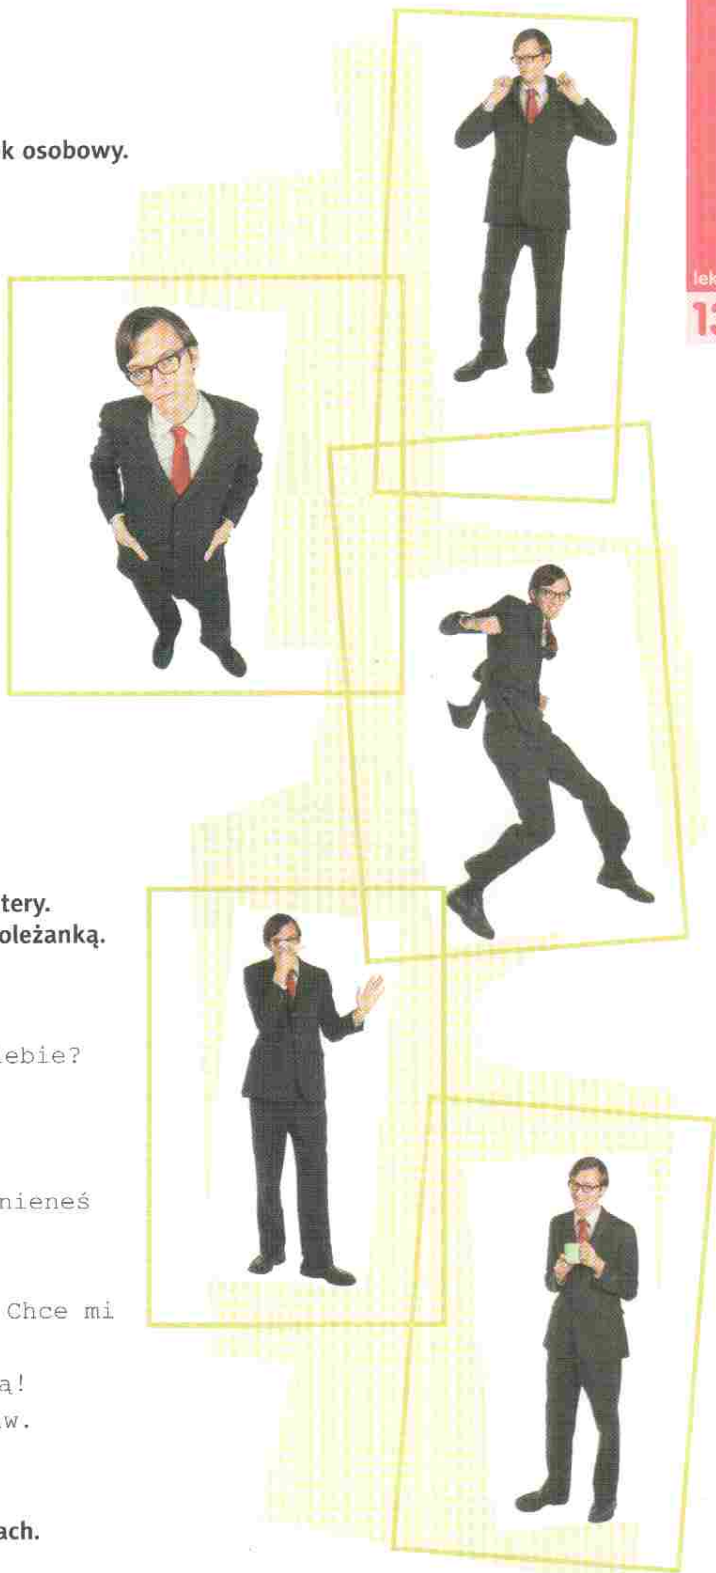 k osobowy.
lek
13
tery.
oleżanką.
iebie?
nieneś
Chce mi
ą!
w.
ach.